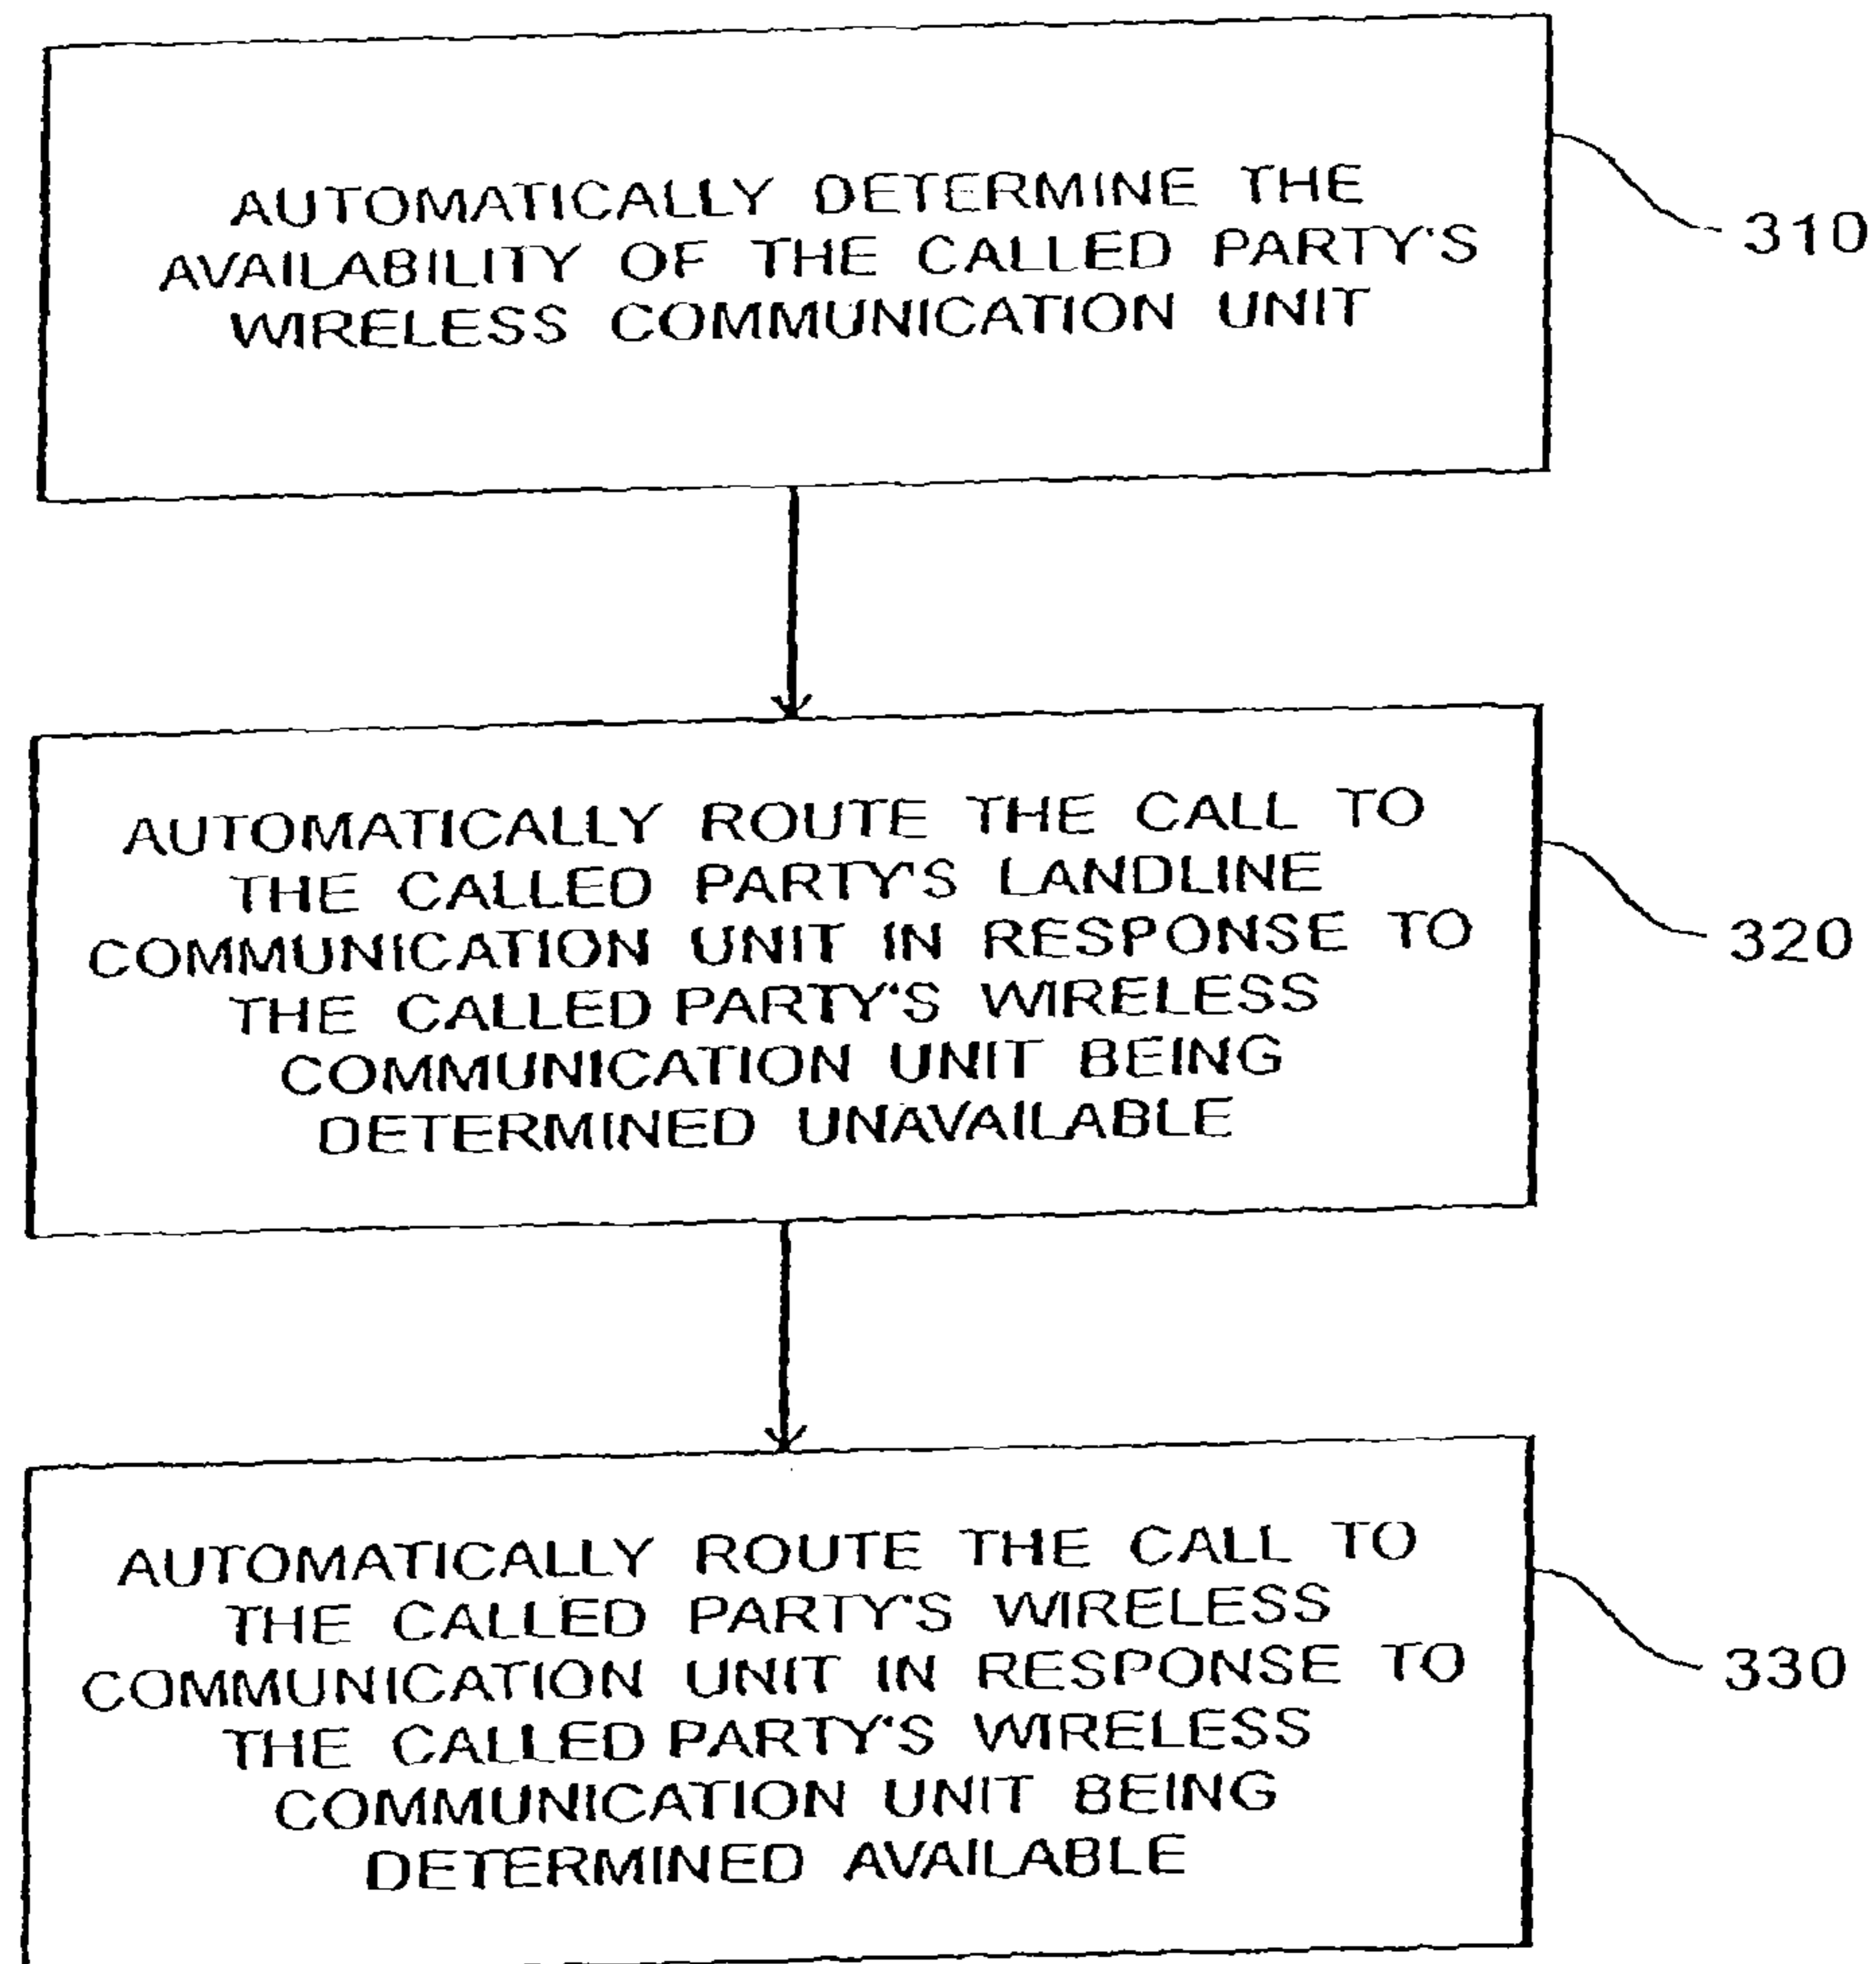 AUTOMATICALLY DETERMINE THE
AVAILABILITY OF THE CALLED PARTY'S
WIRELESS COMMUNICATION UNIT
310
AUTOMATICALLY ROUTE THE CALL TO
THE CALLED PARTY'S LANDLINE
COMMUNICATION UNIT IN RESPONSE TO
THE CALLED PARTY'S WIRELESS
COMMUNICATION UNIT BEING
DETERMINED UNAVAILABLE
320
AUTOMATICALLY ROUTE THE CALL TO
THE CALLED PARTY'S WIRELESS
COMMUNICATION UNIT IN RESPONSE TO
THE CALLED PARTY'S WIRELESS
COMMUNICATION UNIT BEING
DETERMINED AVAILABLE
330